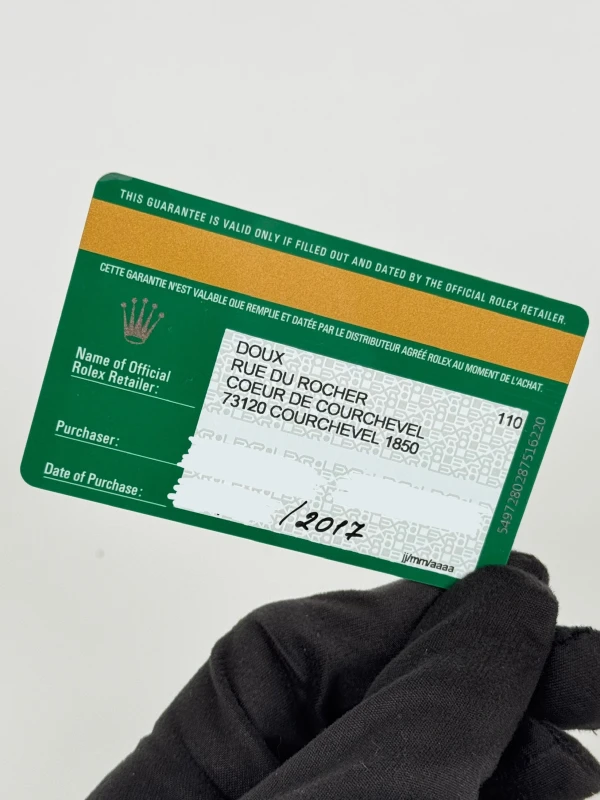 THIS GUARANTEE IS VALID ONLY IF FILLED OUT AND DATED BY THE OFFICIAL ROLEX RETAILER.
CETTE GARANTIE N'EST VALABLE QUE REMPLIE ET DATÉE PAR LE DISTRIBUTEUR AGRÉÉ ROLEX AU MOMENT DE L'ACHAT.
Name of Official
Rolex Retailer:
DOUX
RUE DU ROCHER
COEUR DE COURCHEVEL
73120 COURCHEVEL 1850
110
Purchaser:
Date of Purchase:
/2017
jj/mm/aaaa
5497280287516220